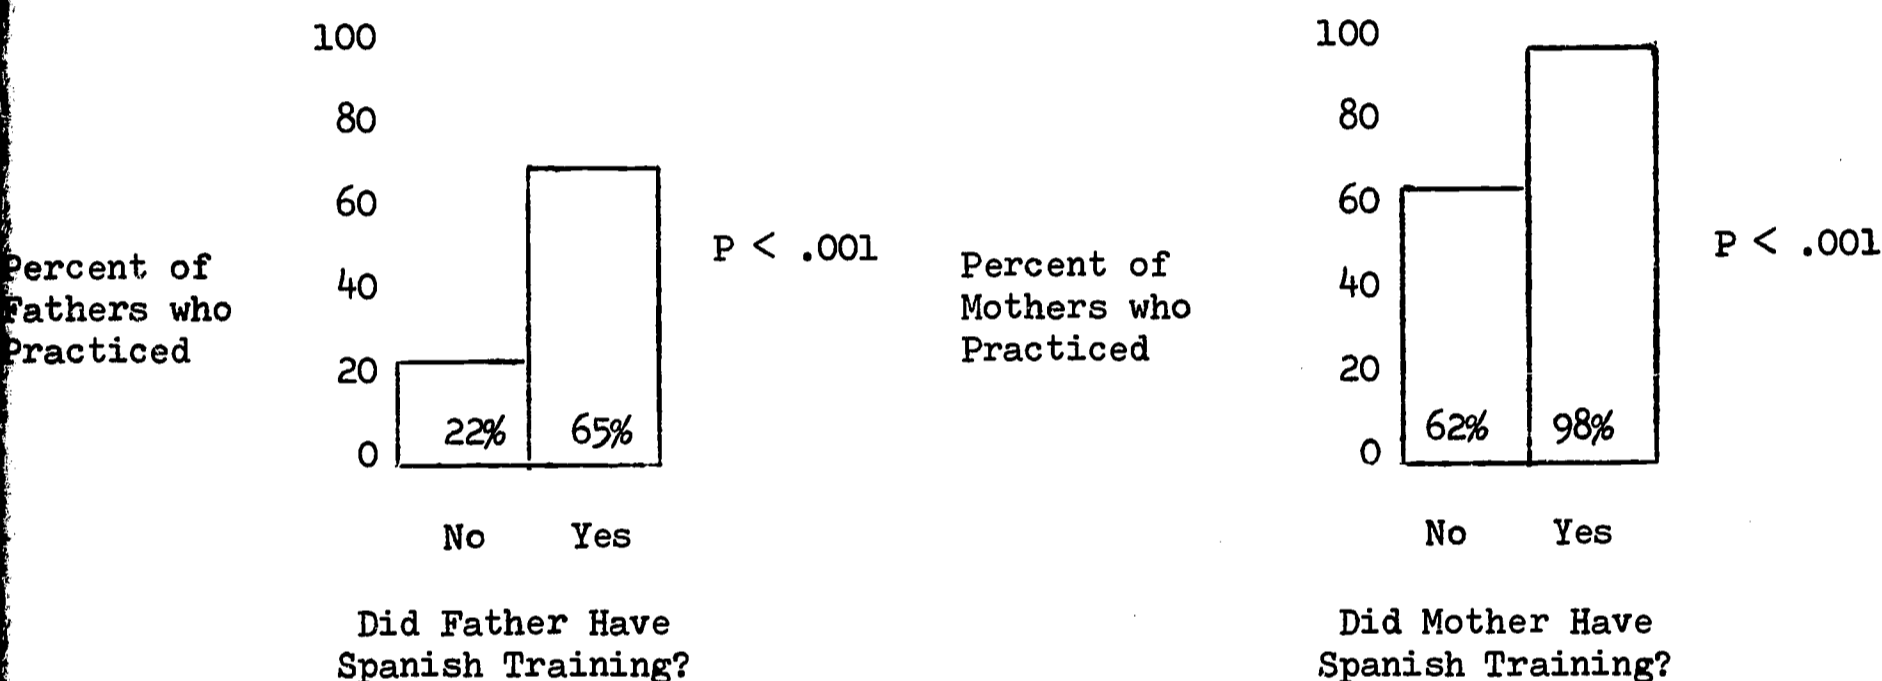 100
80
60
40
20
0
Percent of
Fathers who
Practiced
22% 65%
P < .001
No Yes
Did Father Have
Spanish Training?
100
80
60
40
20
0
Percent of
Mothers who
Practiced
62% 98%
P < .001
No Yes
Did Mother Have
Spanish Training?